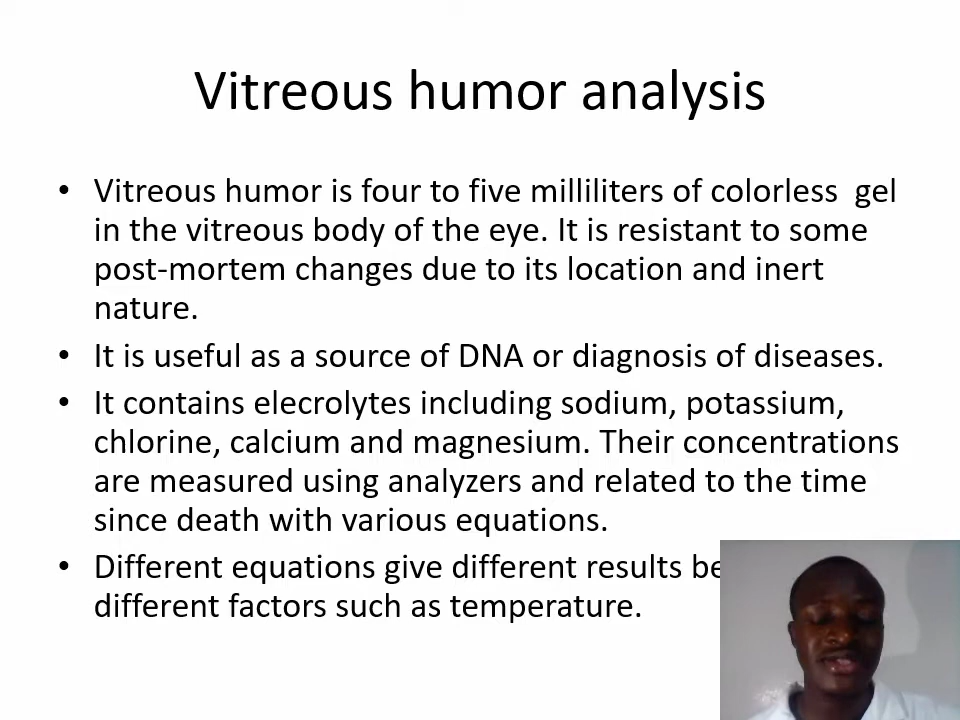 Vitreous humor analysis
• Vitreous humor is four to five milliliters of colorless  gel
in the vitreous body of the eye. It is resistant to some
post-mortem changes due to its location and inert
nature.
• It is useful as a source of DNA or diagnosis of diseases.
• It contains elecrolytes including sodium, potassium,
chlorine, calcium and magnesium. Their concentrations
are measured using analyzers and related to the time
since death with various equations.
• Different equations give different results
different factors such as temperature.